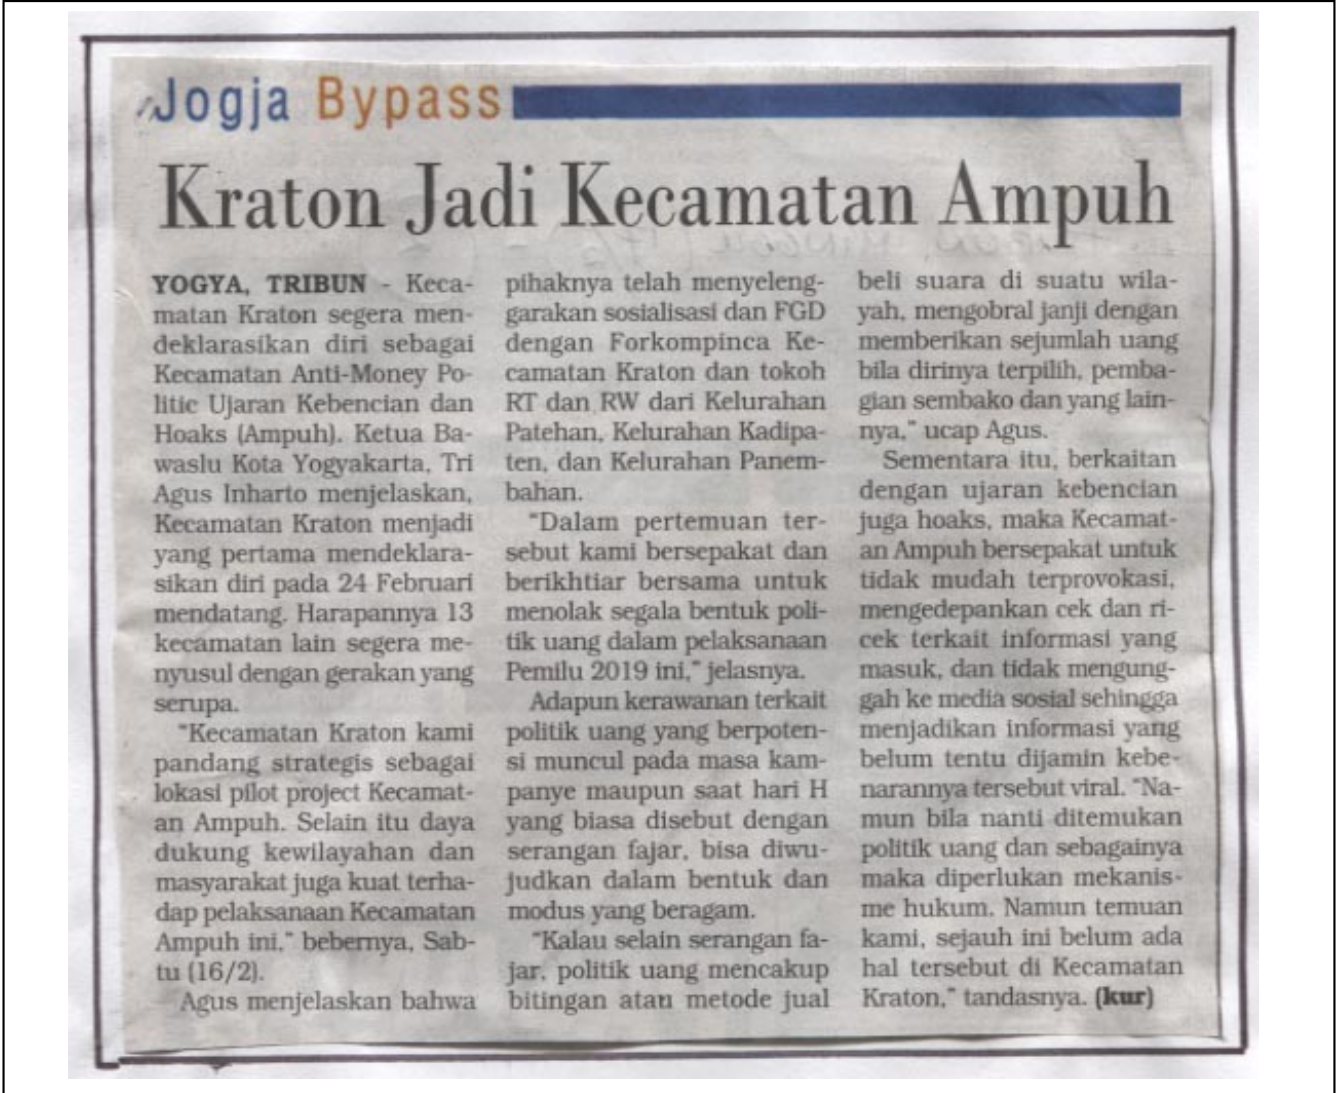 Jogja Bypass
Kraton Jadi Kecamatan Ampuh
YOGYA, TRIBUN - Keca-
matan Kraton segera men-
deklarasikan diri sebagai
Kecamatan Anti-Money Po-
litic Ujaran Kebencian dan
Hoaks (Ampuh). Ketua Ba-
waslu Kota Yogyakarta, Tri
Agus Inharto menjelaskan,
Kecamatan Kraton menjadi
yang pertama mendeklara-
sikan diri pada 24 Februari
mendatang. Harapannya 13
kecamatan lain segera me-
nyusul dengan gerakan yang
serupa.
"Kecamatan Kraton kami
pandang strategis sebagai
lokasi pilot project Kecamat-
an Ampuh. Selain itu daya
dukung kewilayahan dan
masyarakat juga kuat terha-
dap pelaksanaan Kecamatan
Ampuh ini," bebernya, Sab-
tu (16/2).
Agus menjelaskan bahwa
pihaknya telah menyeleng-
garakan sosialisasi dan FGD
dengan Forkompinca Ke-
camatan Kraton dan tokoh
RT dan RW dari Kelurahan
Patehan, Kelurahan Kadipa-
ten, dan Kelurahan Panem-
bahan.
"Dalam pertemuan ter-
sebut kami bersepakat dan
berikhtiar bersama untuk
menolak segala bentuk poli-
tik uang dalam pelaksanaan
Pemilu 2019 ini," jelasnya.
Adapun kerawanan terkait
politik uang yang berpoten-
si muncul pada masa kam-
panye maupun saat hari H
yang biasa disebut dengan
serangan fajar, bisa diwu-
judkan dalam bentuk dan
modus yang beragam.
"Kalau selain serangan fa-
jar, politik uang mencakup
bitingan atau metode jual
beli suara di suatu wila-
yah, mengobral janji dengan
memberikan sejumlah uang
bila dirinya terpilih, pemba-
gian sembako dan yang lain-
nya," ucap Agus.
Sementara itu, berkaitan
dengan ujaran kebencian
juga hoaks, maka Kecamat-
an Ampuh bersepakat untuk
tidak mudah terprovokasi,
mengedepankan cek dan ri-
cek terkait informasi yang
masuk, dan tidak mengung-
gah ke media sosial sehingga
menjadikan informasi yang
belum tentu dijamin kebe-
narannya tersebut viral. "Na-
mun bila nanti ditemukan
politik uang dan sebagainya
maka diperlukan mekanis-
me hukum. Namun temuan
kami, sejauh ini belum ada
hal tersebut di Kecamatan
Kraton," tandasnya. (kur)